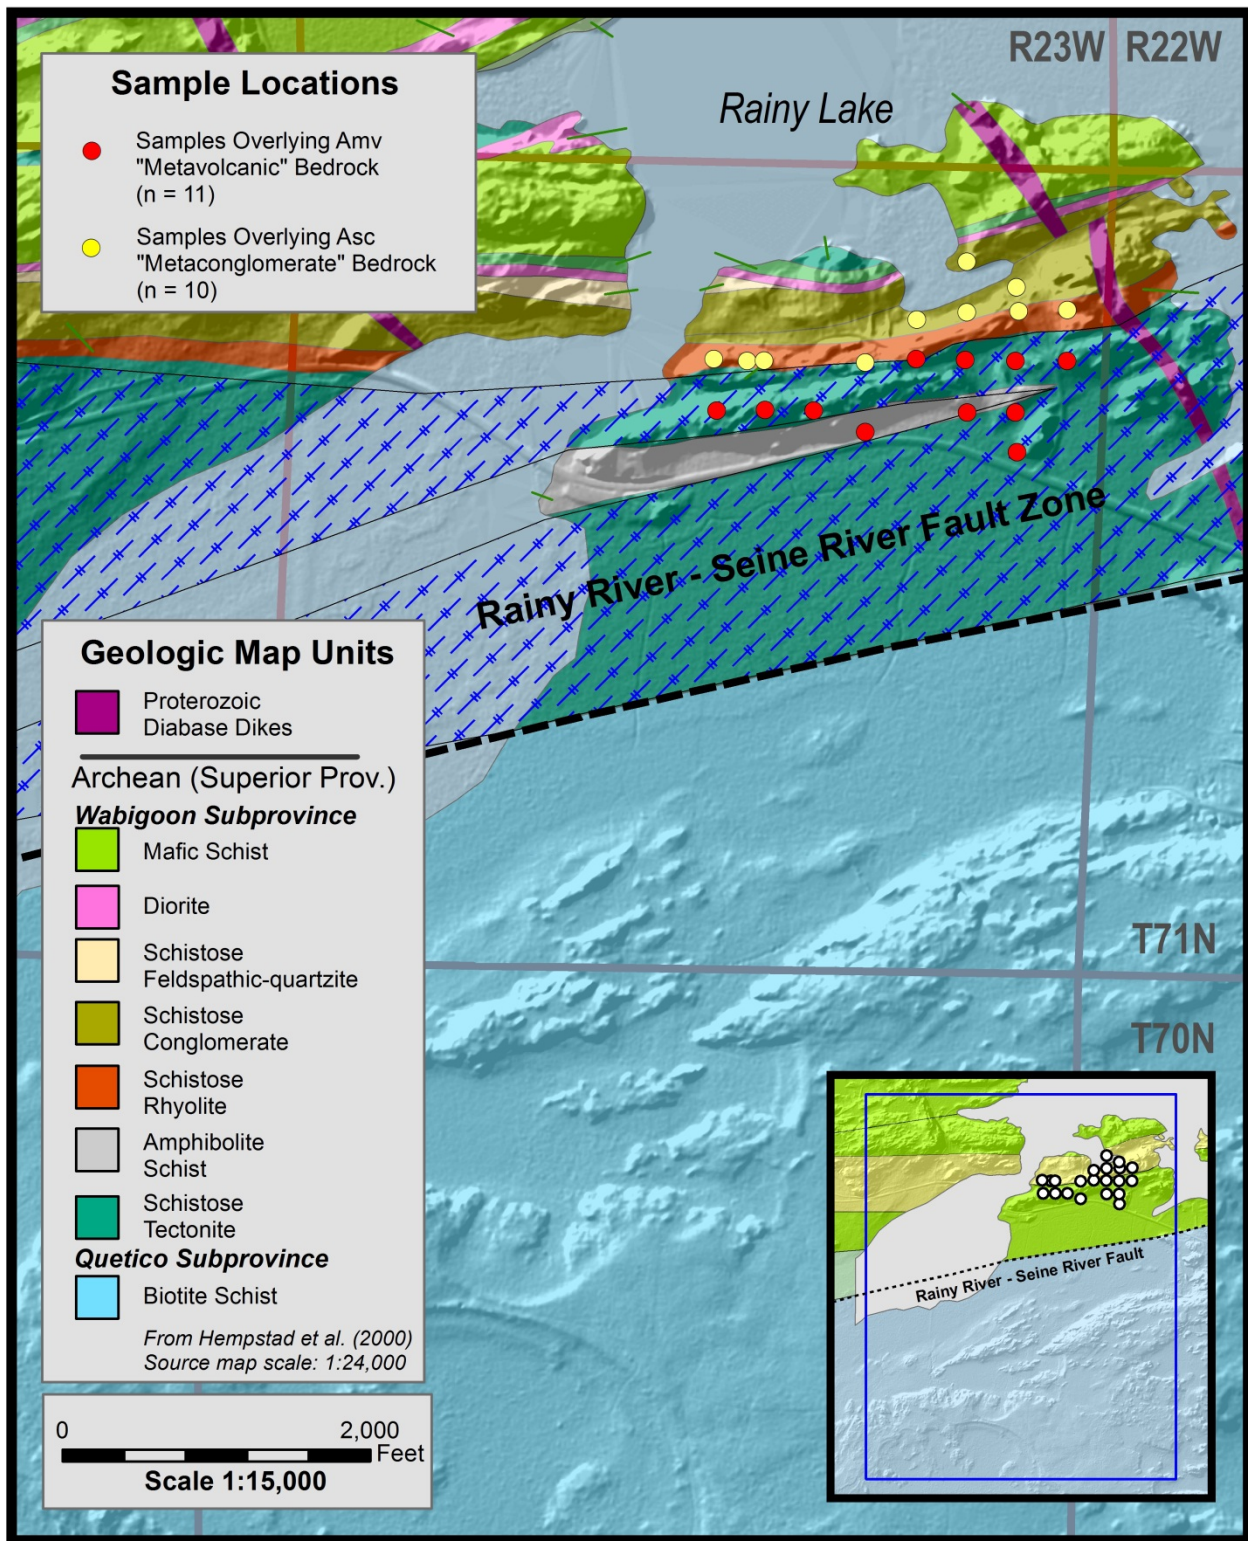 R23W R22W
Sample Locations
Samples Overlying Amv
"Metavolcanic" Bedrock
(n = 11)
Samples Overlying Asc
"Metaconglomerate" Bedrock
(n = 10)
Rainy Lake
Rainy River - Seine River Fault Zone
Geologic Map Units
Proterozoic
Diabase Dikes
Archean (Superior Prov.)
Wabigoon Subprovince
Mafic Schist
Diorite
Schistose
Feldspathic-quartzite
Schistose
Conglomerate
Schistose
Rhyolite
Amphibolite
Schist
Schistose
Tectonite
Quetico Subprovince
Biotite Schist
From Hempstad et al. (2000)
Source map scale: 1:24,000
T71N
T70N
0 2,000
Feet
Scale 1:15,000
Rainy River - Seine River Fault